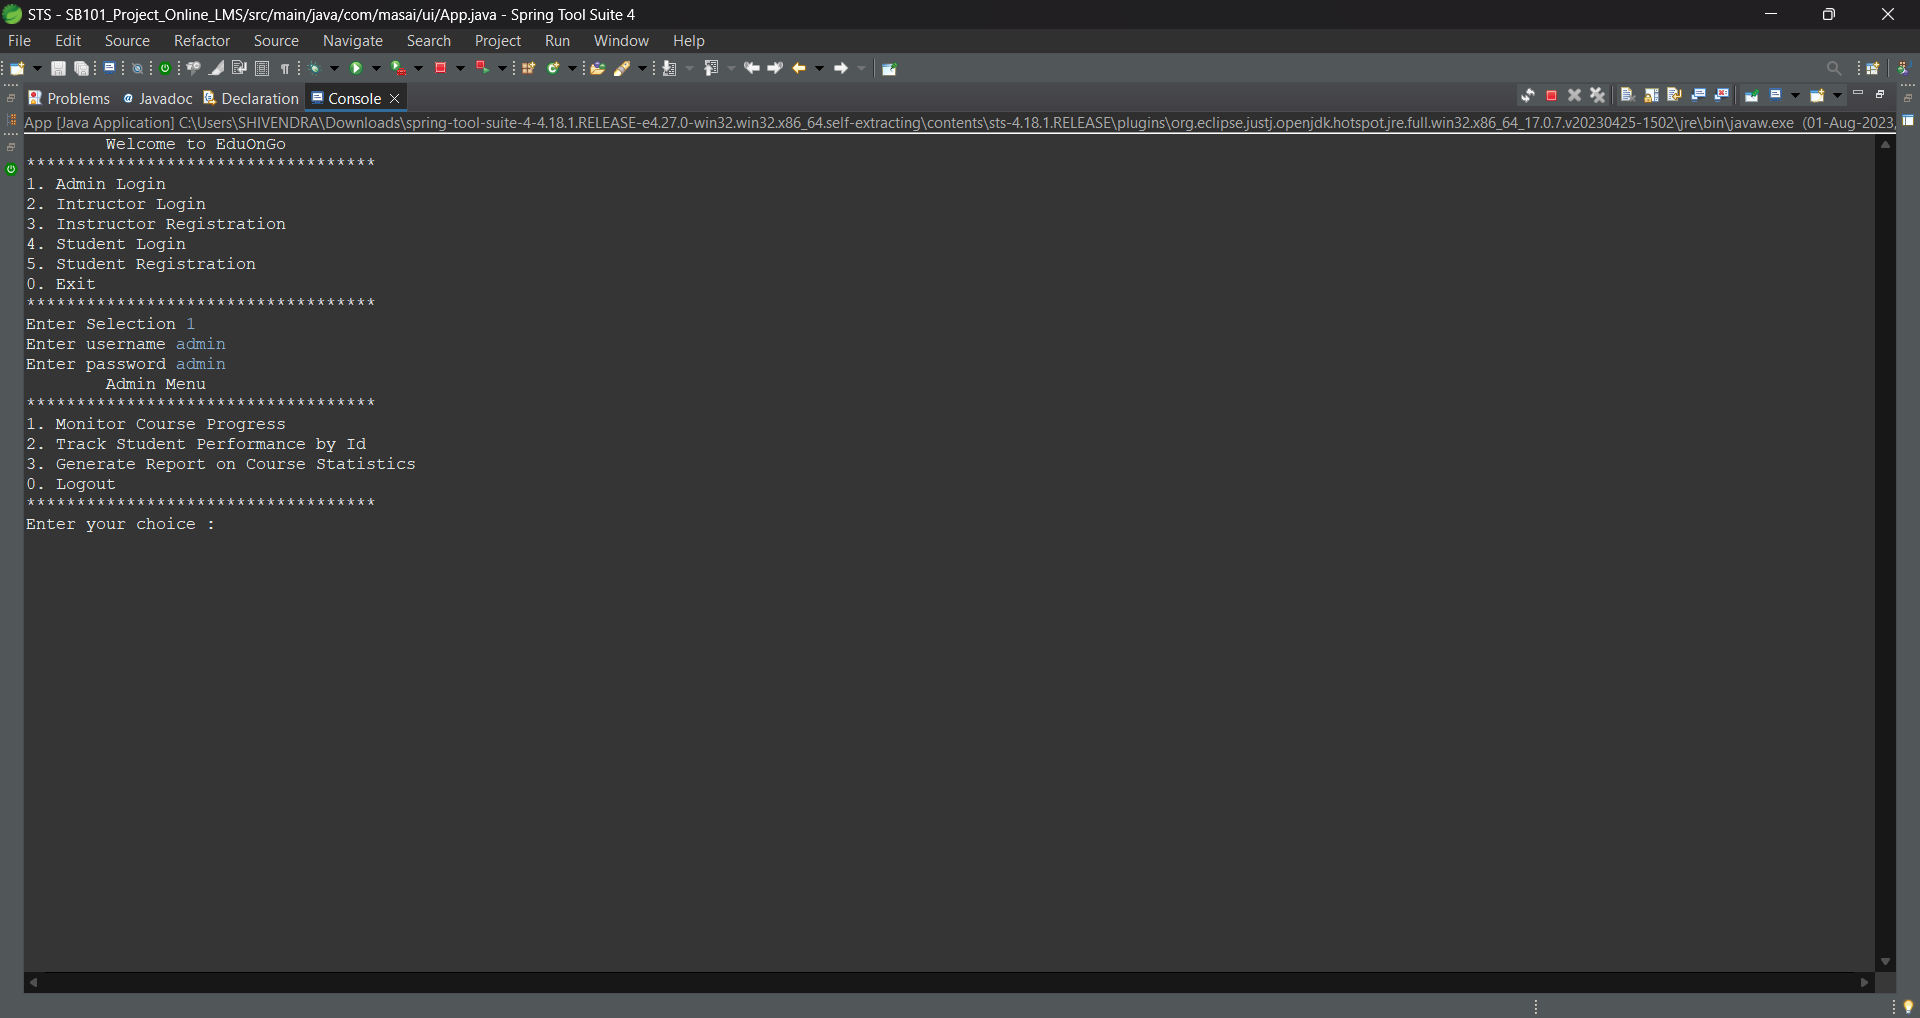 STS - SB101_Project_Online_LMS/src/main/java/com/masai/ui/App.java - Spring Tool Suite 4
File Edit Source Refactor Source Navigate Search Project Run Window Help
Problems Javadoc Declaration Console
App [Java Application] C:\Users\SHIVENDRA\Downloads\spring-tool-suite-4-4.18.1.RELEASE-e4.27.0-win32.win32.x86_64.self-extracting\contents\sts-4.18.1.RELEASE\plugins\org.eclipse.justj.openjdk.hotspot.jre.full.win32.x86_64_17.0.7.v20230425-1502\jre\bin\javaw.exe (01-Aug-2023,
Welcome to EduOnGo
***********************************
1. Admin Login
2. Intructor Login
3. Instructor Registration
4. Student Login
5. Student Registration
0. Exit
***********************************
Enter Selection 1
Enter username admin
Enter password admin
Admin Menu
***********************************
1. Monitor Course Progress
2. Track Student Performance by Id
3. Generate Report on Course Statistics
0. Logout
***********************************
Enter your choice :